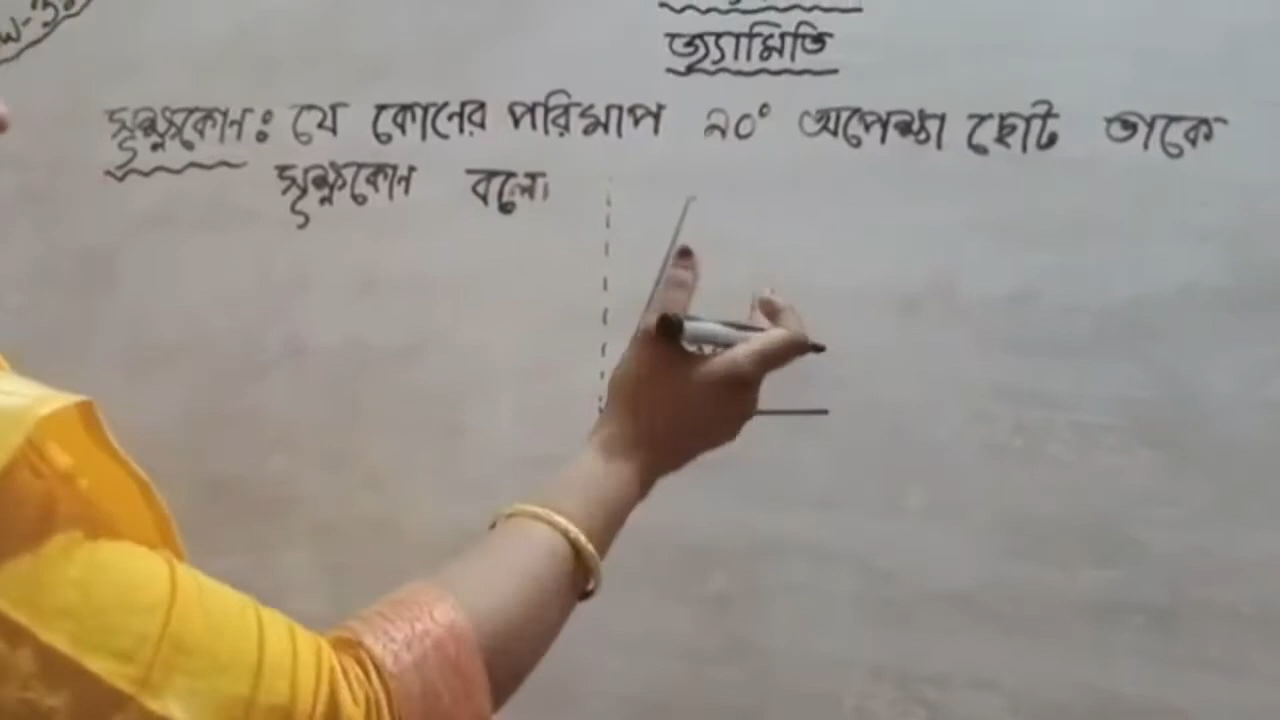 জ্যামিতি
সূক্ষ্মকোণ: যে কোনের পরিমাপ ৯০° অপেক্ষা ছোট তাকে
সূক্ষ্মকোন বলে।